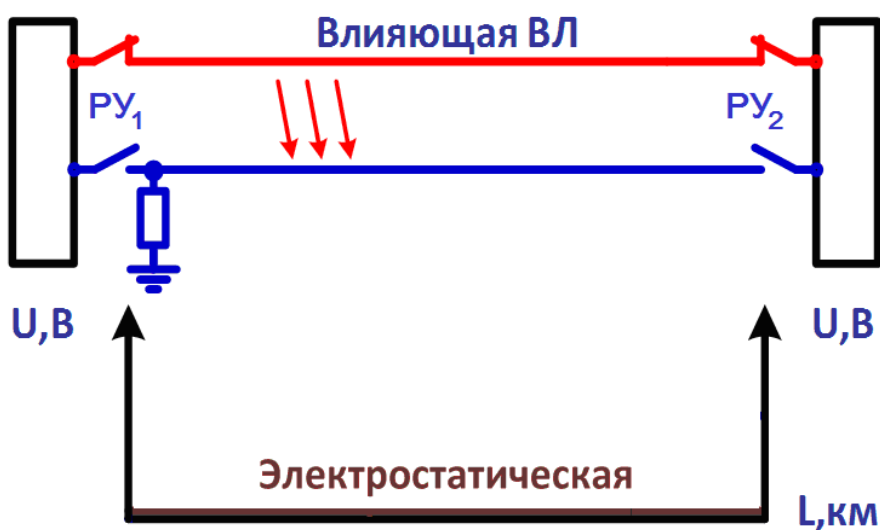 Влияющая ВЛ
РУ₁
РУ₂
U,В
U,В
Электростатическая
L,км